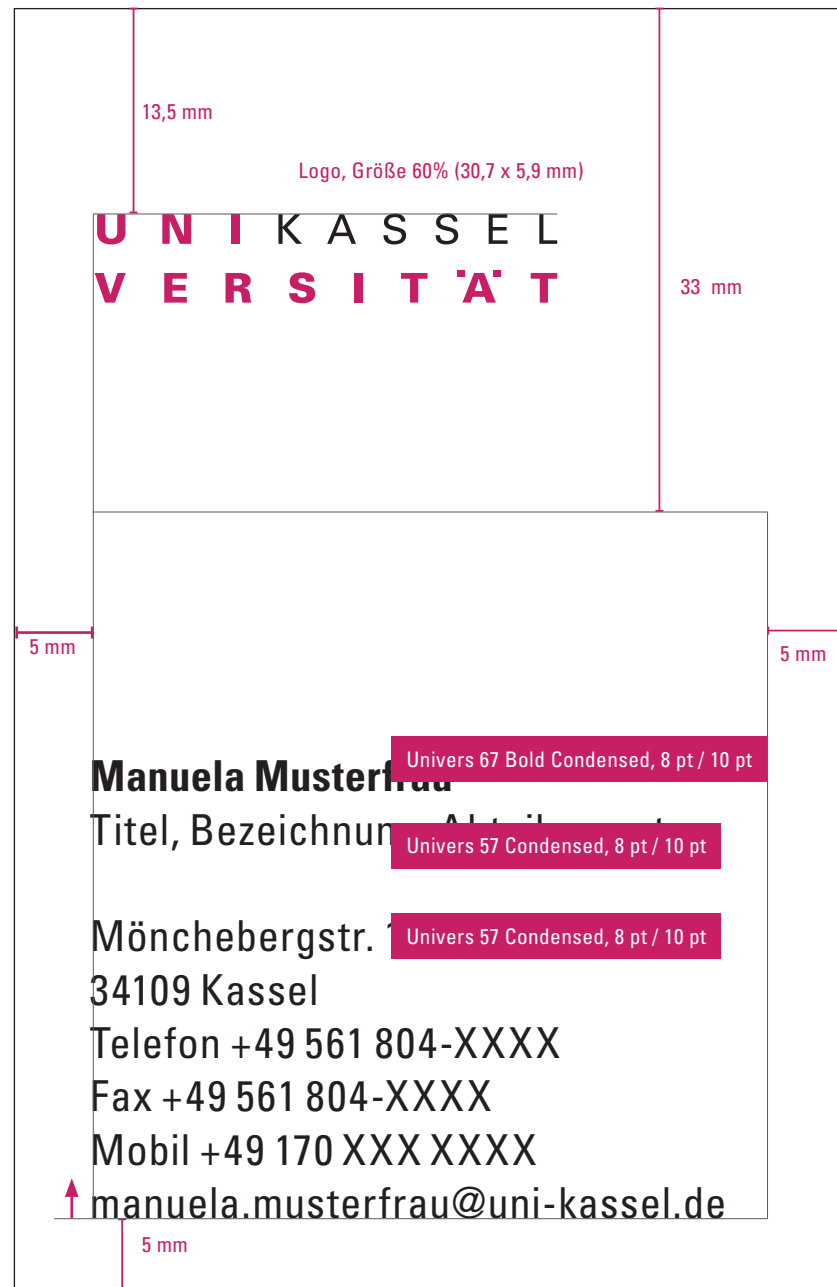 13,5 mm
Logo, Größe 60% (30,7 x 5,9 mm)
UNIKASSEL
VERSITÄT
33 mm
5 mm
5 mm
Univers 67 Bold Condensed, 8 pt / 10 pt
Manuela Musterfrau
Titel, Bezeichnung
Univers 57 Condensed, 8 pt / 10 pt
Mönchebergstr.
Univers 57 Condensed, 8 pt / 10 pt
34109 Kassel
Telefon +49 561 804-XXXX
Fax +49 561 804-XXXX
Mobil +49 170 XXX XXXX
manuela.musterfrau@uni-kassel.de
5 mm